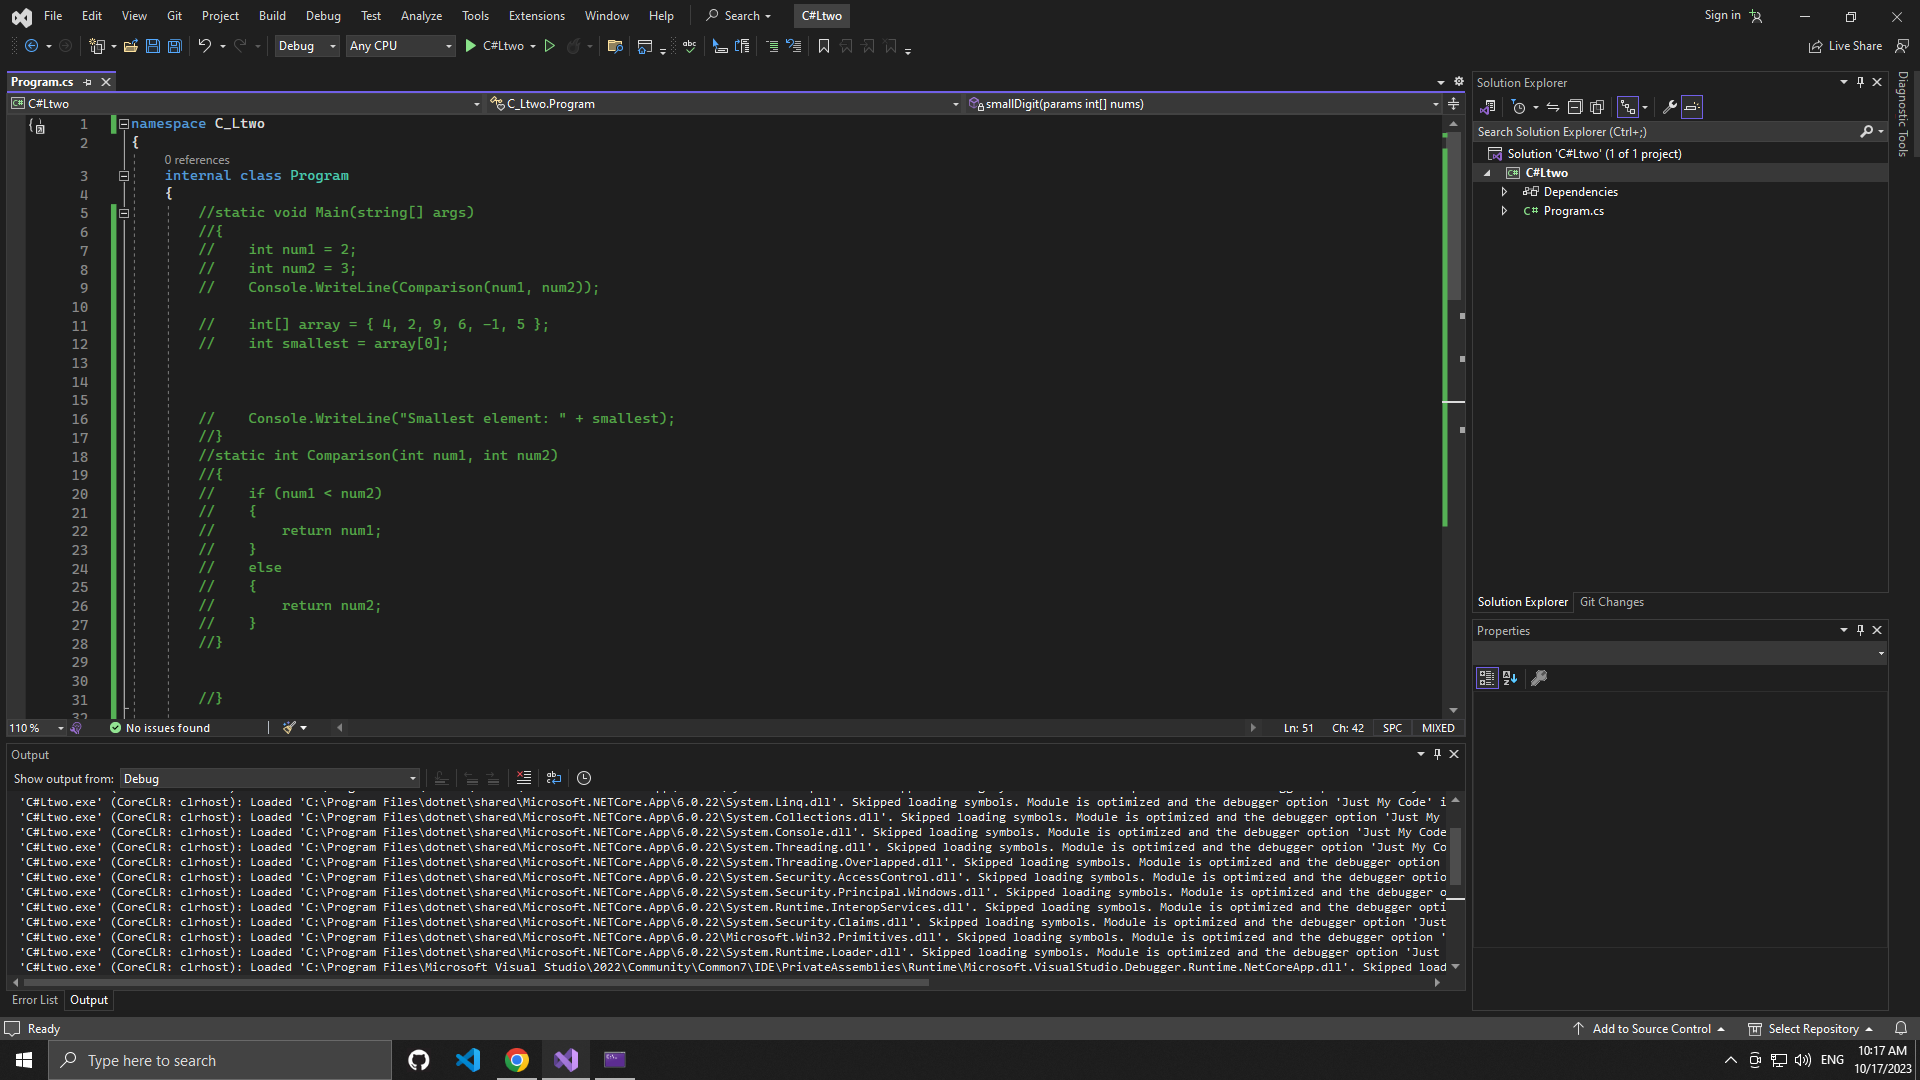 File Edit View Git Project Build Debug Test Analyze Tools Extensions Window Help Search C#Ltwo Sign in
Debug Any CPU C#Ltwo Live Share
Program.cs
C#Ltwo C_Ltwo.Program smallDigit(params int[] nums)
1 namespace C_Ltwo
2 {
0 references
3 internal class Program
4 {
5 //static void Main(string[] args)
6 //{
7 // int num1 = 2;
8 // int num2 = 3;
9 // Console.WriteLine(Comparison(num1, num2));
10
11 // int[] array = { 4, 2, 9, 6, -1, 5 };
12 // int smallest = array[0];
13
14
15
16 // Console.WriteLine("Smallest element: " + smallest);
17 //}
18 //static int Comparison(int num1, int num2)
19 //{
20 // if (num1 < num2)
21 // {
22 // return num1;
23 // }
24 // else
25 // {
26 // return num2;
27 // }
28 //}
29
30
31 //}
32
110 % No issues found Ln: 51 Ch: 42 SPC MIXED
Output
Show output from: Debug
'C#Ltwo.exe' (CoreCLR: clrhost): Loaded 'C:\Program Files\dotnet\shared\Microsoft.NETCore.App\6.0.22\System.Linq.dll'. Skipped loading symbols. Module is optimized and the debugger option 'Just My Code' i
'C#Ltwo.exe' (CoreCLR: clrhost): Loaded 'C:\Program Files\dotnet\shared\Microsoft.NETCore.App\6.0.22\System.Collections.dll'. Skipped loading symbols. Module is optimized and the debugger option 'Just My
'C#Ltwo.exe' (CoreCLR: clrhost): Loaded 'C:\Program Files\dotnet\shared\Microsoft.NETCore.App\6.0.22\System.Console.dll'. Skipped loading symbols. Module is optimized and the debugger option 'Just My Code
'C#Ltwo.exe' (CoreCLR: clrhost): Loaded 'C:\Program Files\dotnet\shared\Microsoft.NETCore.App\6.0.22\System.Threading.dll'. Skipped loading symbols. Module is optimized and the debugger option 'Just My Co
'C#Ltwo.exe' (CoreCLR: clrhost): Loaded 'C:\Program Files\dotnet\shared\Microsoft.NETCore.App\6.0.22\System.Threading.Overlapped.dll'. Skipped loading symbols. Module is optimized and the debugger option
'C#Ltwo.exe' (CoreCLR: clrhost): Loaded 'C:\Program Files\dotnet\shared\Microsoft.NETCore.App\6.0.22\System.Security.AccessControl.dll'. Skipped loading symbols. Module is optimized and the debugger optio
'C#Ltwo.exe' (CoreCLR: clrhost): Loaded 'C:\Program Files\dotnet\shared\Microsoft.NETCore.App\6.0.22\System.Security.Principal.Windows.dll'. Skipped loading symbols. Module is optimized and the debugger o
'C#Ltwo.exe' (CoreCLR: clrhost): Loaded 'C:\Program Files\dotnet\shared\Microsoft.NETCore.App\6.0.22\System.Runtime.InteropServices.dll'. Skipped loading symbols. Module is optimized and the debugger opti
'C#Ltwo.exe' (CoreCLR: clrhost): Loaded 'C:\Program Files\dotnet\shared\Microsoft.NETCore.App\6.0.22\System.Security.Claims.dll'. Skipped loading symbols. Module is optimized and the debugger option 'Just
'C#Ltwo.exe' (CoreCLR: clrhost): Loaded 'C:\Program Files\dotnet\shared\Microsoft.NETCore.App\6.0.22\Microsoft.Win32.Primitives.dll'. Skipped loading symbols. Module is optimized and the debugger option '
'C#Ltwo.exe' (CoreCLR: clrhost): Loaded 'C:\Program Files\dotnet\shared\Microsoft.NETCore.App\6.0.22\System.Runtime.Loader.dll'. Skipped loading symbols. Module is optimized and the debugger option 'Just
'C#Ltwo.exe' (CoreCLR: clrhost): Loaded 'C:\Program Files\Microsoft Visual Studio\2022\Community\Common7\IDE\PrivateAssemblies\Runtime\Microsoft.VisualStudio.Debugger.Runtime.NetCoreApp.dll'. Skipped load
Error List Output
Solution Explorer
Search Solution Explorer (Ctrl+;)
Solution 'C#Ltwo' (1 of 1 project)
C#Ltwo
Dependencies
C# Program.cs
Solution Explorer Git Changes
Properties
Diagnostic Tools
Ready Add to Source Control Select Repository
Type here to search
ENG
10:17 AM
10/17/2023